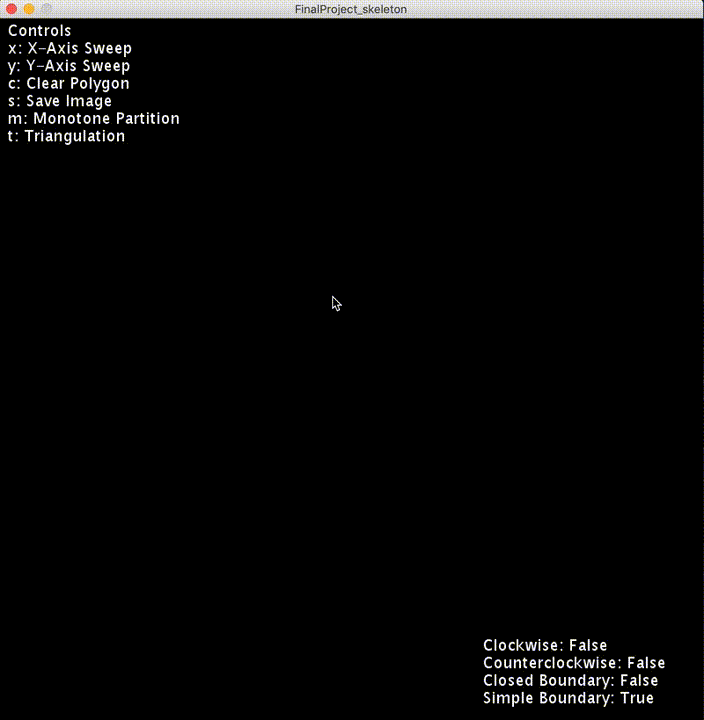 FinalProject_skeleton
Controls
x: X-Axis Sweep
y: Y-Axis Sweep
c: Clear Polygon
s: Save Image
m: Monotone Partition
t: Triangulation
Clockwise: False
Counterclockwise: False
Closed Boundary: False
Simple Boundary: True